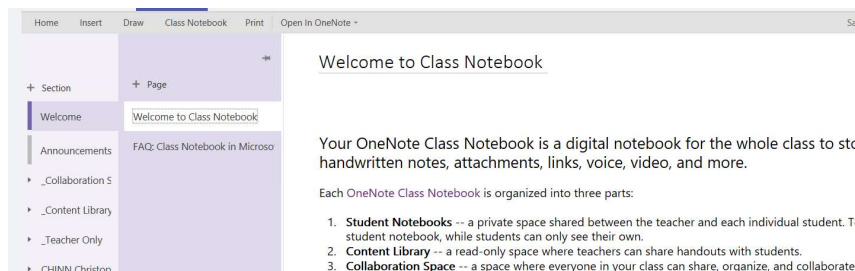 Home Insert Draw Class Notebook Print Open In OneNote
Welcome to Class Notebook
+ Section
+ Page
Welcome
Welcome to Class Notebook
Announcements
FAQ: Class Notebook in Microso
Your OneNote Class Notebook is a digital notebook for the whole class to sto
handwritten notes, attachments, links, voice, video, and more.
_Collaboration S
Each OneNote Class Notebook is organized into three parts:
_Content Library
1. Student Notebooks -- a private space shared between the teacher and each individual student. T
student notebook, while students can only see their own.
_Teacher Only
2. Content Library -- a read-only space where teachers can share handouts with students.
3. Collaboration Space -- a space where everyone in your class can share, organize, and collaborate
CHINN Christop